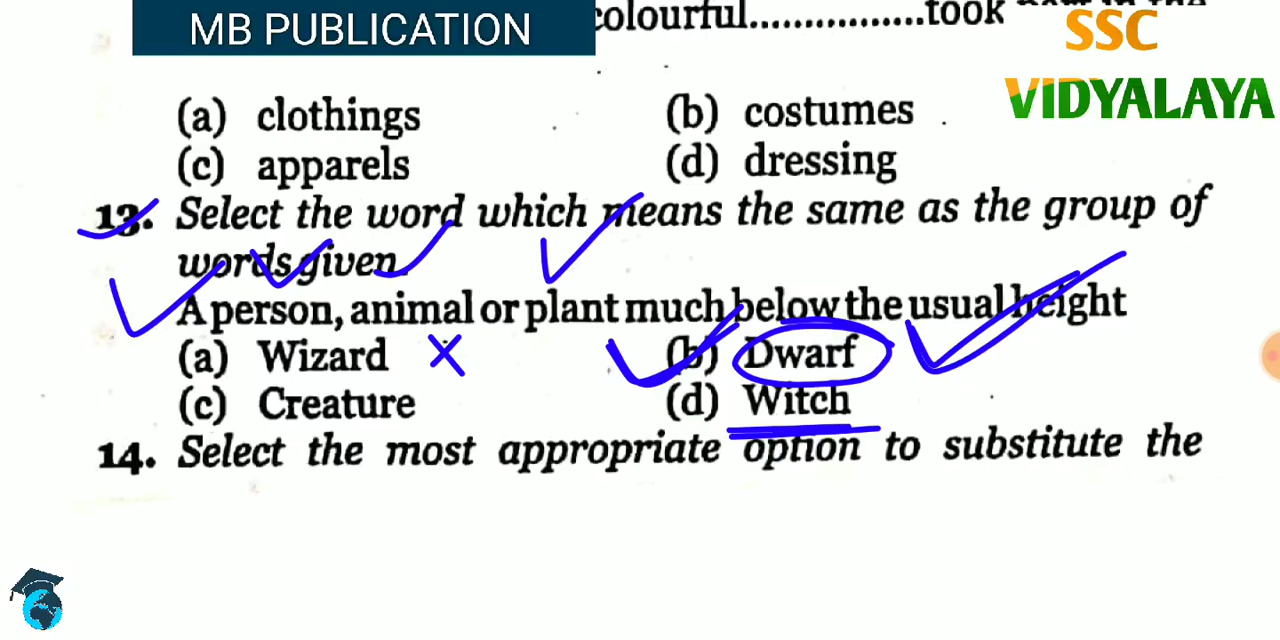 MB PUBLICATION
colourful................took
SSC
VIDYALAYA
(a) clothings (b) costumes
(c) apparels (d) dressing
13. Select the word which means the same as the group of
words given.
A person, animal or plant much below the usual height
(a) Wizard (b) Dwarf
(c) Creature (d) Witch
14. Select the most appropriate option to substitute the